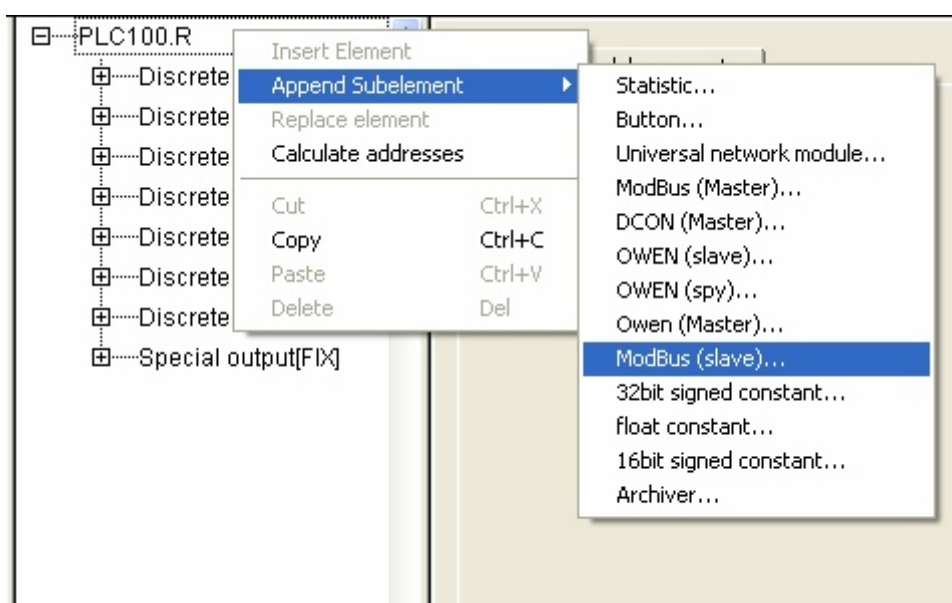 PLC100.R
Discrete
Discrete
Discrete
Discrete
Discrete
Discrete
Discrete
Special output[FIX]
Insert Element
Append Subelement
Replace element
Calculate addresses
Cut Ctrl+X
Copy Ctrl+C
Paste Ctrl+V
Delete Del
Statistic...
Button...
Universal network module...
ModBus (Master)...
DCON (Master)...
OWEN (slave)...
OWEN (spy)...
Owen (Master)...
ModBus (slave)...
32bit signed constant...
float constant...
16bit signed constant...
Archiver...